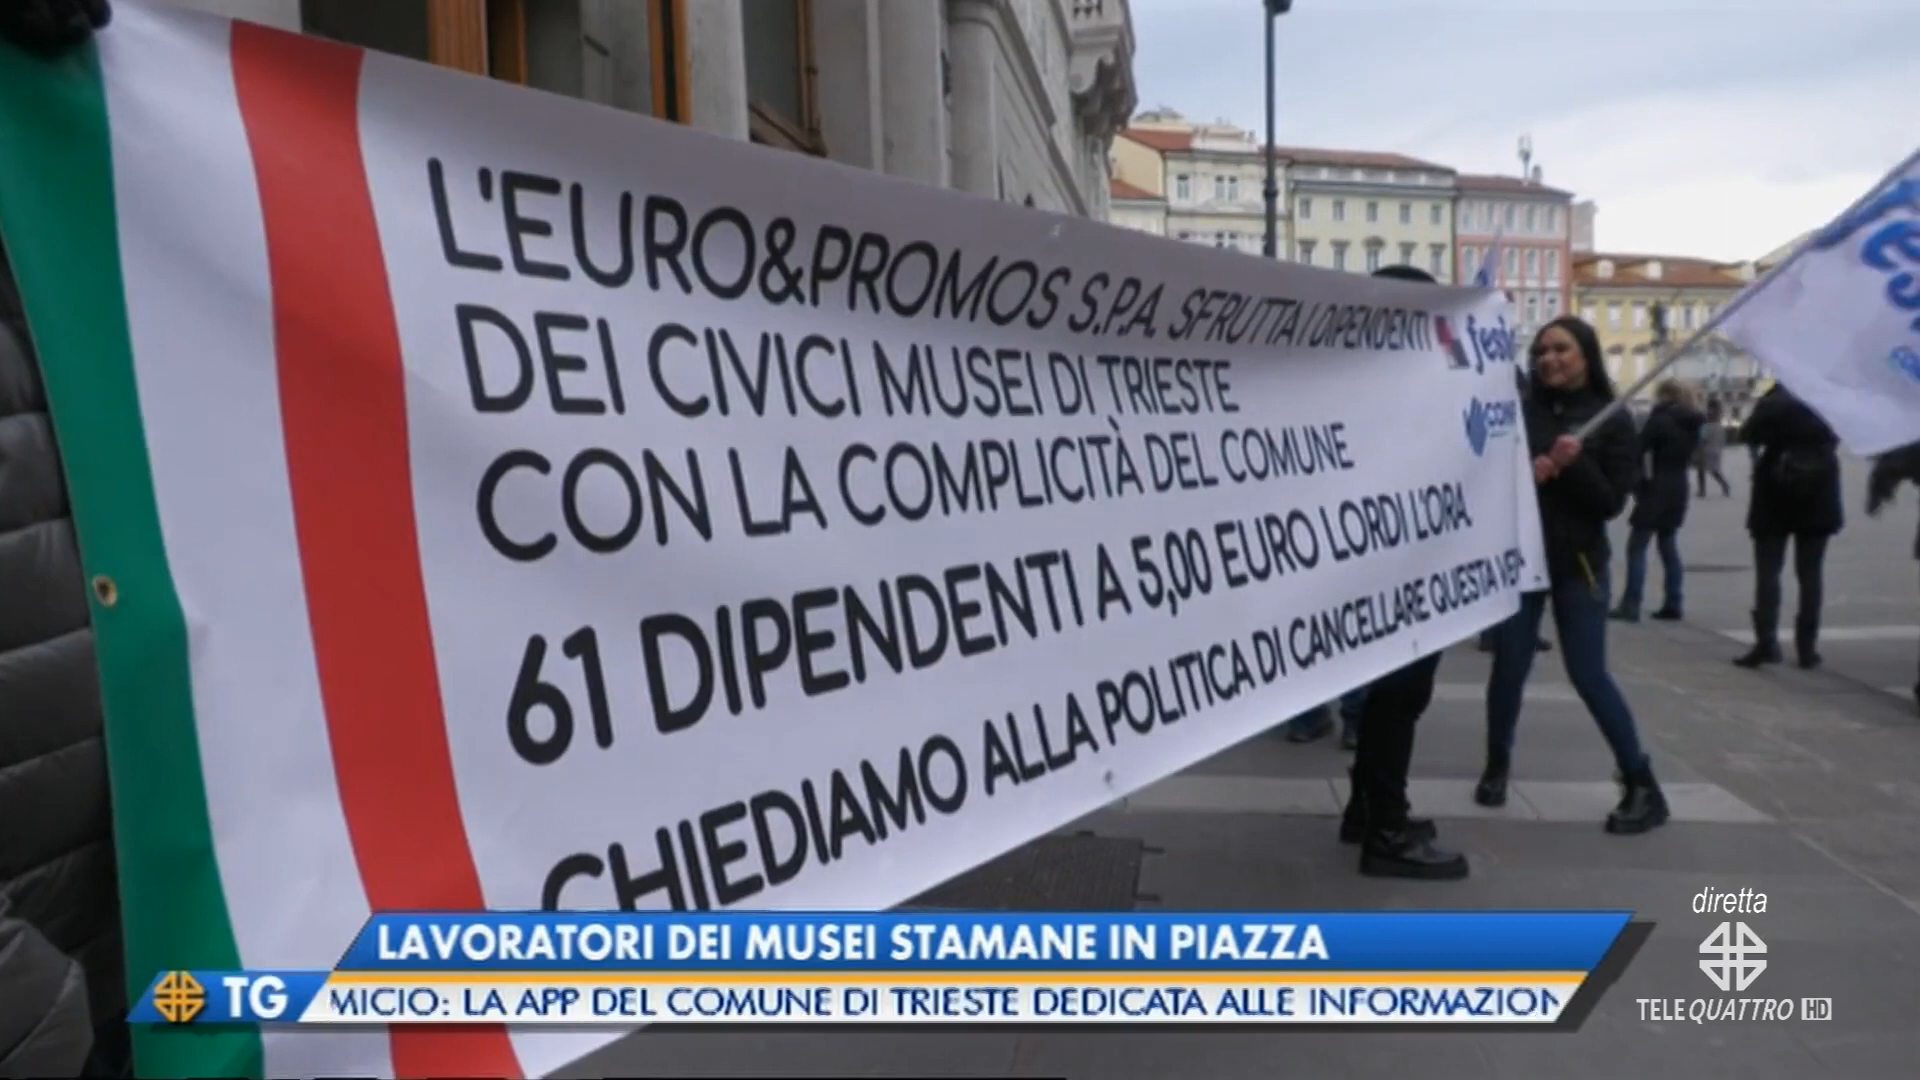 L'EURO&PROMOS S.P.A. SFRUTTA I DIPENDENTI
DEI CIVICI MUSEI DI TRIESTE
CON LA COMPLICITÀ DEL COMUNE
61 DIPENDENTI A 5,00 EURO LORDI L'ORA
CHIEDIAMO ALLA POLITICA DI CANCELLARE QUESTA
LAVORATORI DEI MUSEI STAMANE IN PIAZZA
TG
MICIO: LA APP DEL COMUNE DI TRIESTE DEDICATA ALLE INFORMAZION
diretta
TELEQUATTRO HD